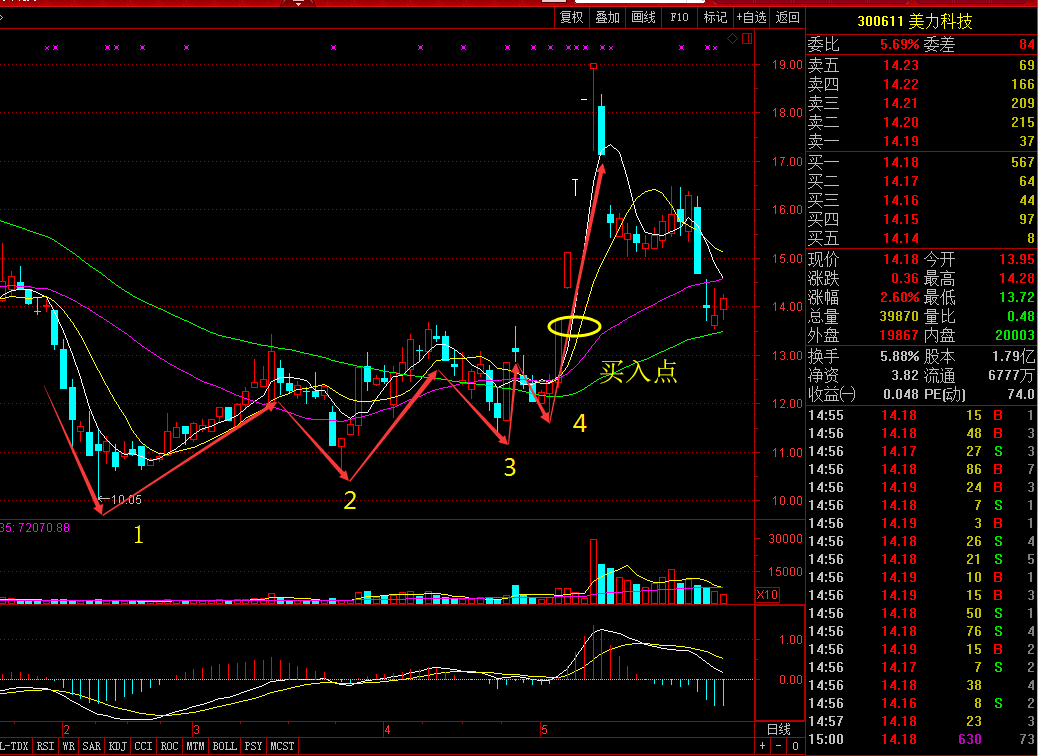 复权 叠加 画线 F10 标记 +自选 返回
300611 美力科技
委比 5.69% 委差 84
卖五 14.23 69
卖四 14.22 166
卖三 14.21 209
卖二 14.20 215
卖一 14.19 37
买一 14.18 567
买二 14.17 64
买三 14.16 44
买四 14.15 97
买五 14.14 8
现价 14.18 今开 13.95
涨跌 0.36 最高 14.28
涨幅 2.60% 最低 13.72
总量 39870 量比 0.48
外盘 19867 内盘 20003
换手 5.88% 股本 1.79亿
净资 3.82 流通 6777万
收益㈠ 0.048 PE[动] 74.0
14:55 14.18 15 B 1
14:56 14.18 48 B 3
14:56 14.17 27 S 3
14:56 14.18 86 B 7
14:56 14.19 24 B 3
14:56 14.18 7 S 1
14:56 14.19 3 B 1
14:56 14.18 26 S 4
14:56 14.18 21 S 5
14:56 14.19 10 B 1
14:56 14.19 15 B 3
14:56 14.18 50 S 1
14:56 14.18 76 S 4
14:56 14.19 15 B 2
14:56 14.17 7 S 2
14:56 14.18 38 4
14:56 14.16 8 S 2
14:57 14.18 23 3
15:00 14.18 630 73
19.00
18.00
17.00
16.00
15.00
14.00
13.00
12.00
11.00
10.00
买入点
4
3
2
1
10.05
35: 72070.88
30000
15000
X10
1.00
0.00
2 3 4 5 日线
L-TDX RSI WR SAR KDJ CCI ROC MTM BOLL PSY MCST + - 0